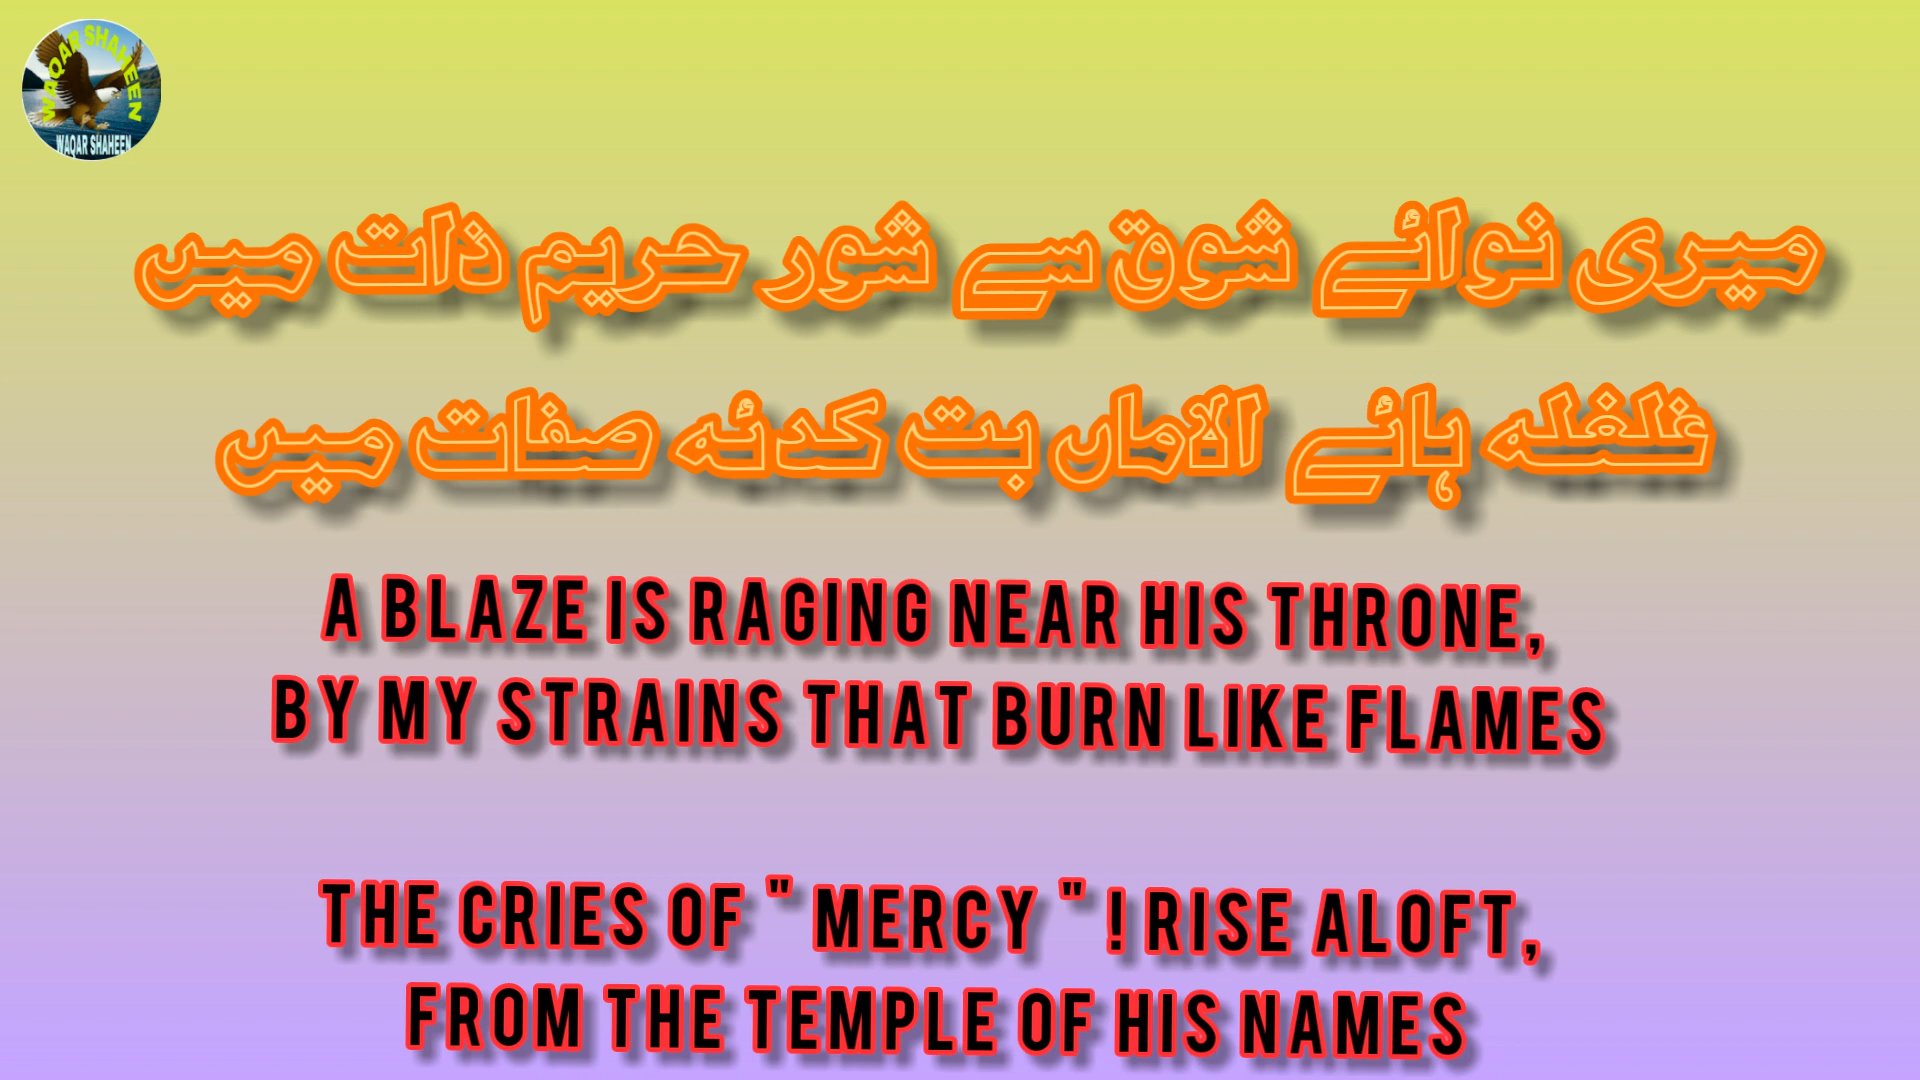 WAQAR SHAHEEN
WAQAR SHAHEEN
میری نوائے شوق سے شور حریم ذات میں
غلغلہ ہائے الاماں بت کدئہ صفات میں
A BLAZE IS RAGING NEAR HIS THRONE,
BY MY STRAINS THAT BURN LIKE FLAMES
THE CRIES OF " MERCY " ! RISE ALOFT,
FROM THE TEMPLE OF HIS NAMES